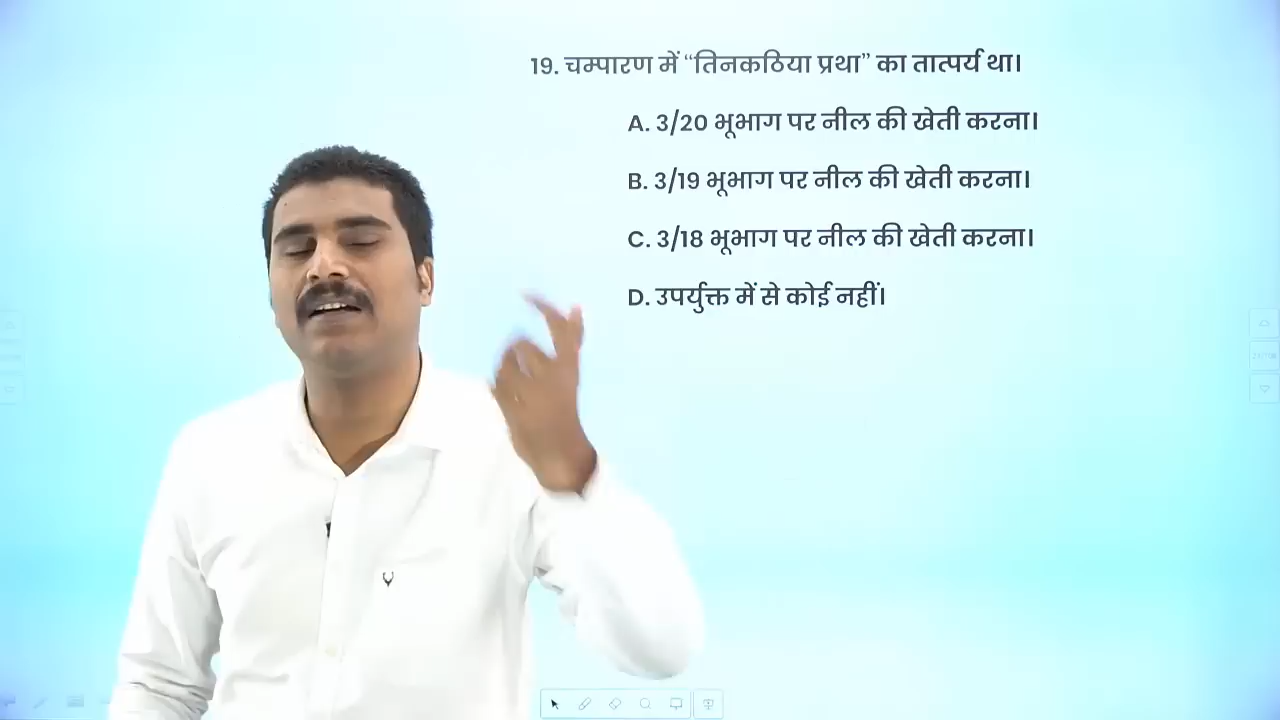 19. चम्पारण में “तिनकठिया प्रथा” का तात्पर्य था।
A. 3/20 भूभाग पर नील की खेती करना।
B. 3/19 भूभाग पर नील की खेती करना।
C. 3/18 भूभाग पर नील की खेती करना।
D. उपर्युक्त में से कोई नहीं।